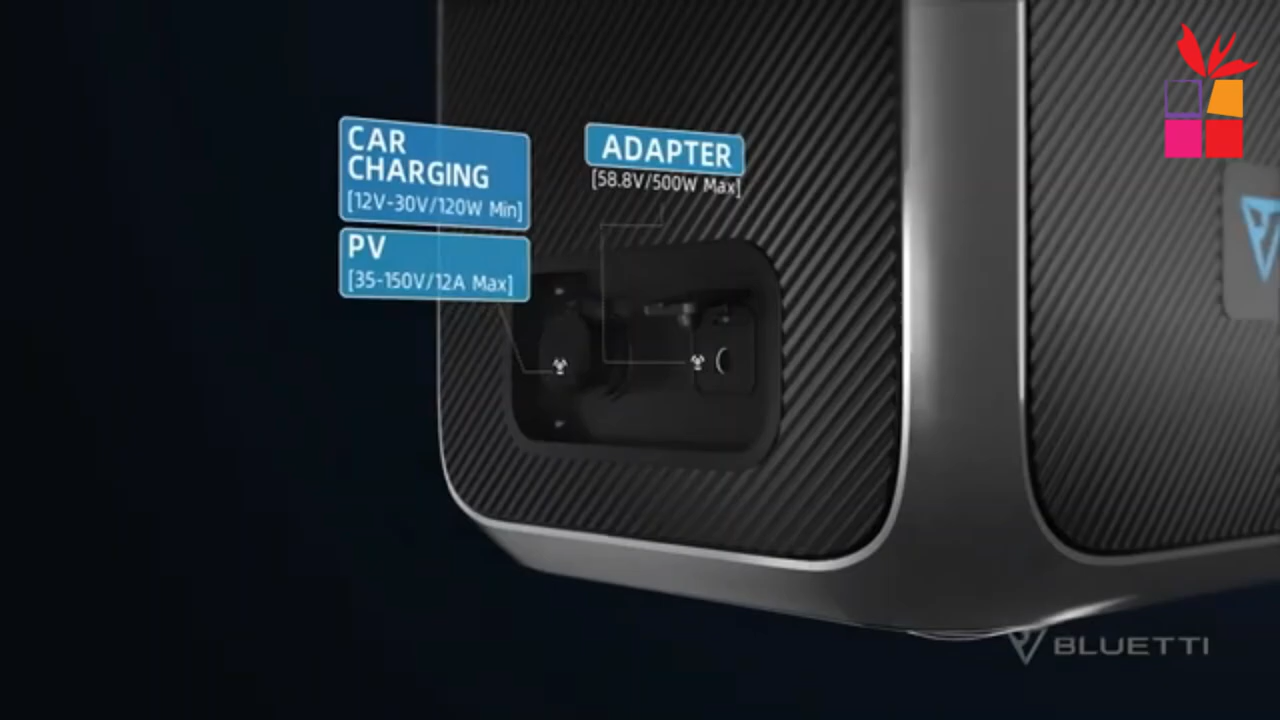 CAR
CHARGING
[12V-30V/120W Min]
PV
[35-150V/12A Max]
ADAPTER
[58.8V/500W Max]
BLUETTI